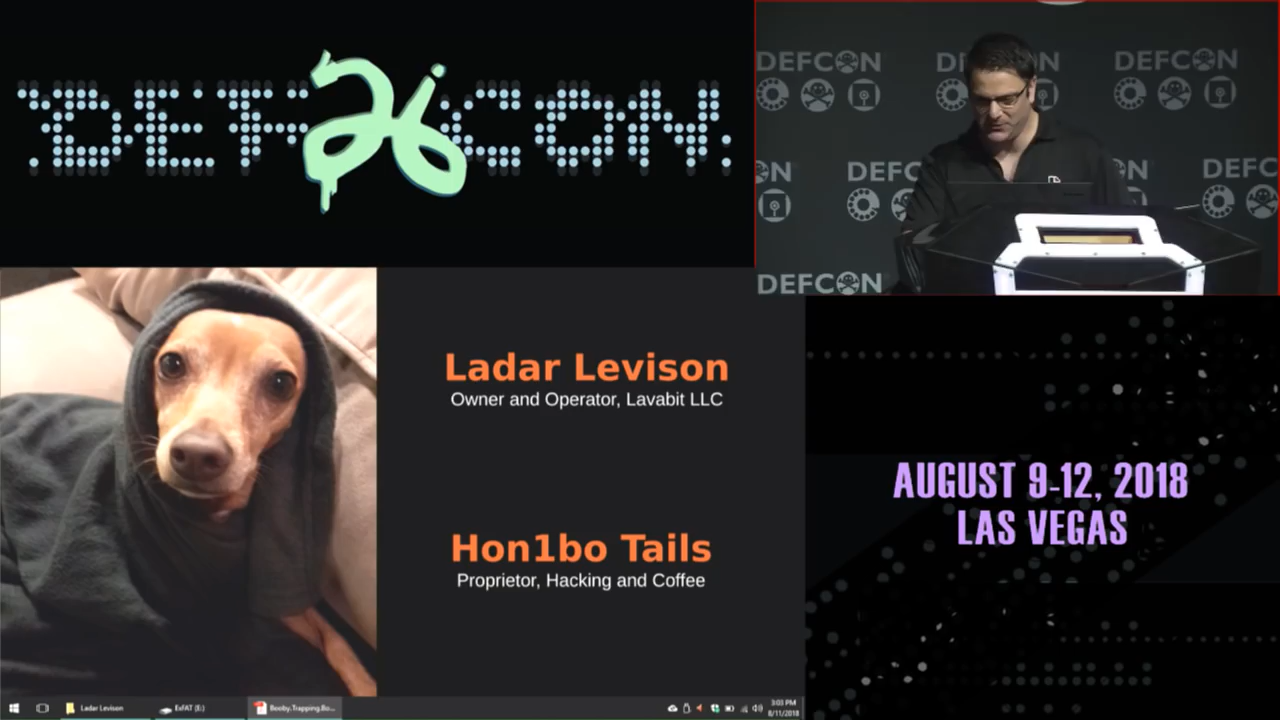 DEF 26 CON
DEFCON
DEFCON
DEFCON
DEFCON
DEFCON
Ladar Levison
Owner and Operator, Lavabit LLC
Hon1bo Tails
Proprietor, Hacking and Coffee
AUGUST 9-12, 2018
LAS VEGAS
Ladar Levison
ExFAT (E:)
Booby.Trapping.Bo...
3:03 PM
8/11/2018